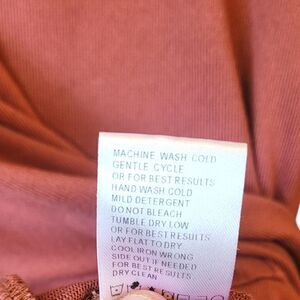 MACHINE WASH COLD
GENTLE CYCLE
OR FOR BEST RESULTS
HAND WASH COLD
MILD DETERGENT
DO NOT BLEACH
TUMBLE DRY LOW
OR FOR BEST RESULTS
LAY FLAT TO DRY
COOL IRON WRONG
SIDE OUT IF NEEDED
FOR BEST RESULTS
DRY CLEAN